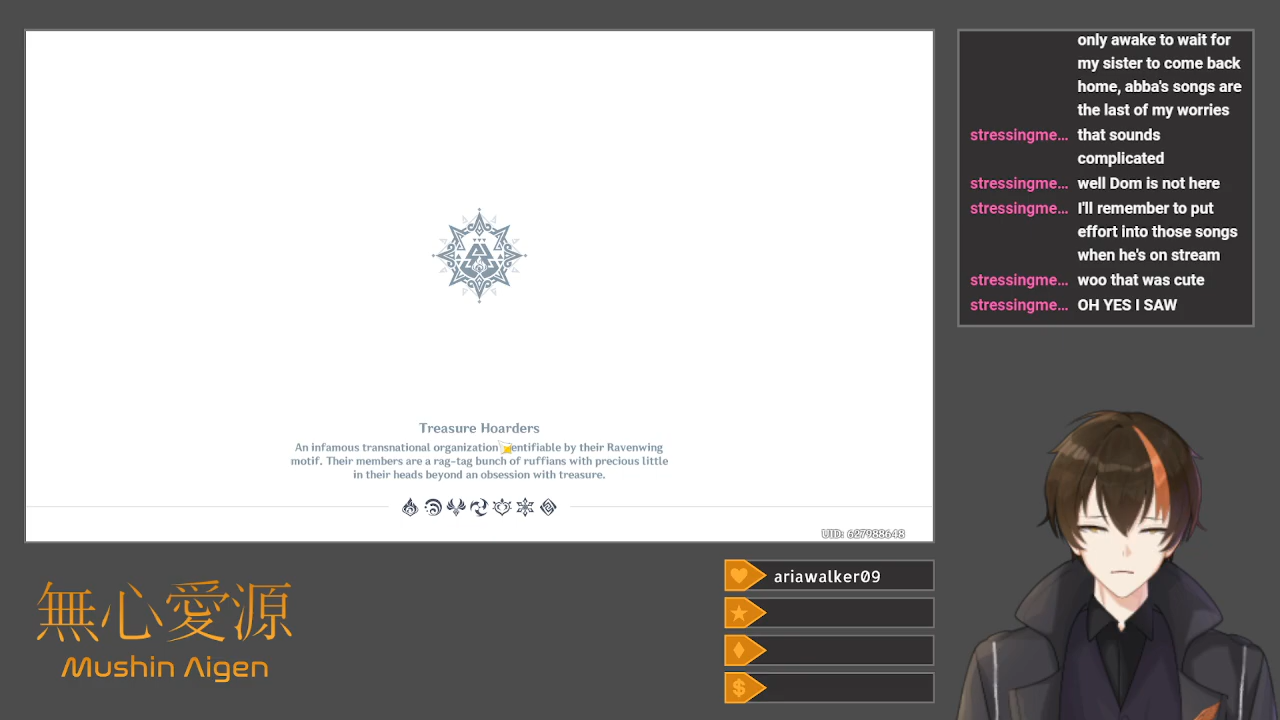 Treasure Hoarders
An infamous transnational organization entifiable by their Ravenwing
motif. Their members are a rag-tag bunch of ruffians with precious little
in their heads beyond an obsession with treasure.
UID: 627988648
only awake to wait for
my sister to come back
home, abba's songs are
the last of my worries
stressingme... that sounds
complicated
stressingme... well Dom is not here
stressingme... I'll remember to put
effort into those songs
when he's on stream
stressingme... woo that was cute
stressingme... OH YES I SAW
無心愛源
Mushin Aigen
ariawalker09
$